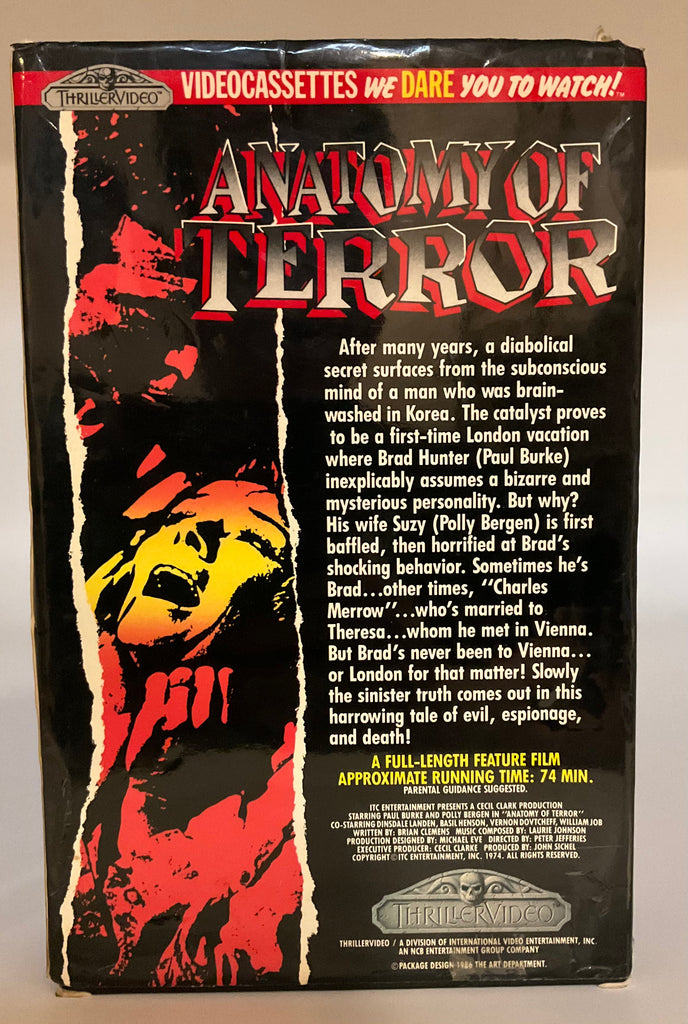 THRILLERVIDEO™ VIDEOCASSETTES WE DARE YOU TO WATCH!™
ANATOMY OF
TERROR
After many years, a diabolical
secret surfaces from the subconscious
mind of a man who was brain-
washed in Korea. The catalyst proves
to be a first-time London vacation
where Brad Hunter (Paul Burke)
inexplicably assumes a bizarre and
mysterious personality. But why?
His wife Suzy (Polly Bergen) is first
baffled, then horrified at Brad's
shocking behavior. Sometimes he's
Brad...other times, "Charles
Merrow"...who's married to
Theresa...whom he met in Vienna.
But Brad's never been to Vienna...
or London for that matter! Slowly
the sinister truth comes out in this
harrowing tale of evil, espionage,
and death!
A FULL-LENGTH FEATURE FILM
APPROXIMATE RUNNING TIME: 74 MIN.
PARENTAL GUIDANCE SUGGESTED.
ITC ENTERTAINMENT PRESENTS A CECIL CLARK PRODUCTION
STARRING PAUL BURKE AND POLLY BERGEN IN "ANATOMY OF TERROR"
CO-STARRING DINSDALE LANDEN, BASIL HENSON, VERNON DOVTCHEFF, WILLIAM JOB
WRITTEN BY: BRIAN CLEMENS MUSIC COMPOSED BY: LAURIE JOHNSON
PRODUCTION DESIGNED BY: MICHAEL EVE DIRECTED BY: PETER JEFFERIES
EXECUTIVE PRODUCER: CECIL CLARKE PRODUCED BY: JOHN SICHEL
COPYRIGHT © ITC ENTERTAINMENT, INC. 1974. ALL RIGHTS RESERVED.
THRILLERVIDEO™
THRILLERVIDEO / A DIVISION OF INTERNATIONAL VIDEO ENTERTAINMENT, INC.
AN NCB ENTERTAINMENT GROUP COMPANY
© PACKAGE DESIGN 1986 THE ART DEPARTMENT.